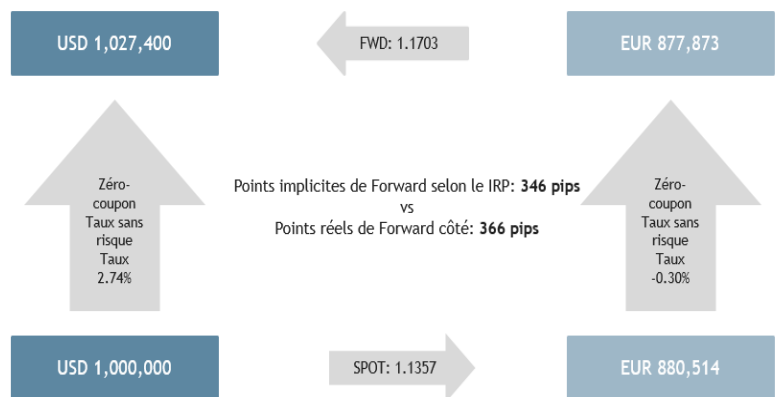 USD 1,027,400
FWD: 1.1703
EUR 877,873
Zéro-
coupon
Taux sans
risque
Taux
2.74%
Points implicites de Forward selon le IRP: 346 pips
vs
Points réels de Forward côté: 366 pips
Zéro-
coupon
Taux sans
risque
Taux
-0.30%
USD 1,000,000
SPOT: 1.1357
EUR 880,514